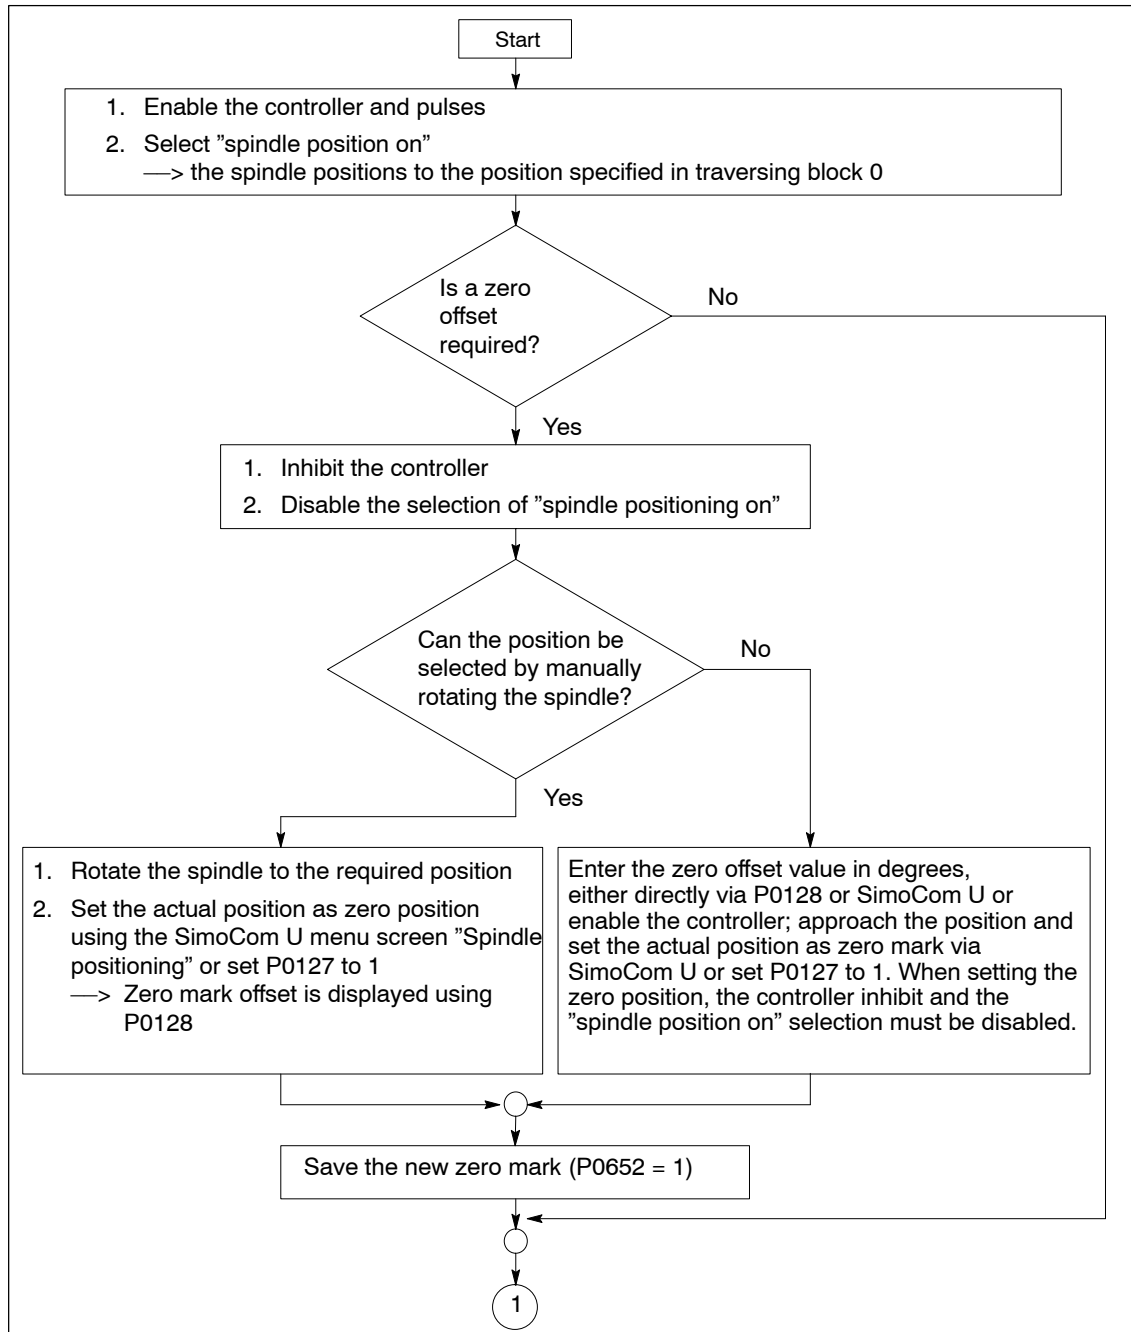 Start
1. Enable the controller and pulses
2. Select ”spindle position on”
––> the spindle positions to the position specified in traversing block 0
Is a zero
offset
required?
No
Yes
1. Inhibit the controller
2. Disable the selection of ”spindle positioning on”
Can the position be
selected by manually
rotating the spindle?
No
Yes
1. Rotate the spindle to the required position
2. Set the actual position as zero position
using the SimoCom U menu screen ”Spindle
positioning” or set P0127 to 1
––> Zero mark offset is displayed using
P0128
Enter the zero offset value in degrees,
either directly via P0128 or SimoCom U or
enable the controller; approach the position and
set the actual position as zero mark via
SimoCom U or set P0127 to 1. When setting the
zero position, the controller inhibit and the
”spindle position on” selection must be disabled.
Save the new zero mark (P0652 = 1)
1